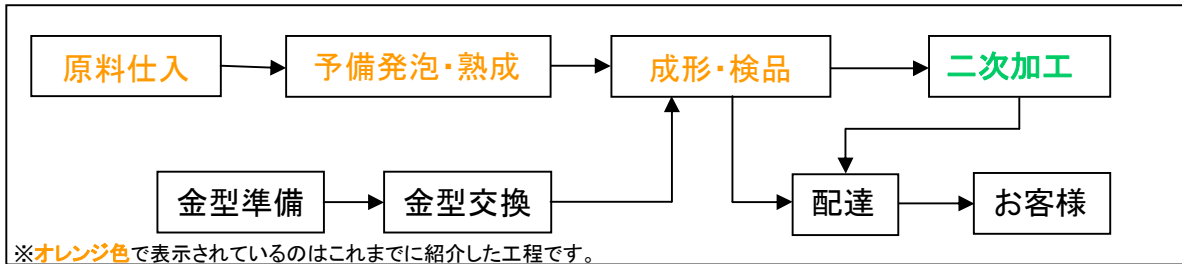 原料仕入
予備発泡・熟成
成形・検品
二次加工
金型準備
金型交換
配達
お客様
※オレンジ色で表示されているのはこれまでに紹介した工程です。